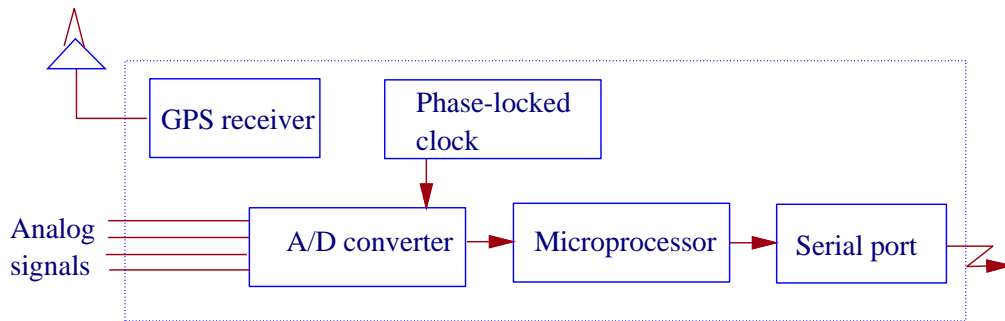 GPS receiver
Phase-locked
clock
Analog
signals
A/D converter
Microprocessor
Serial port